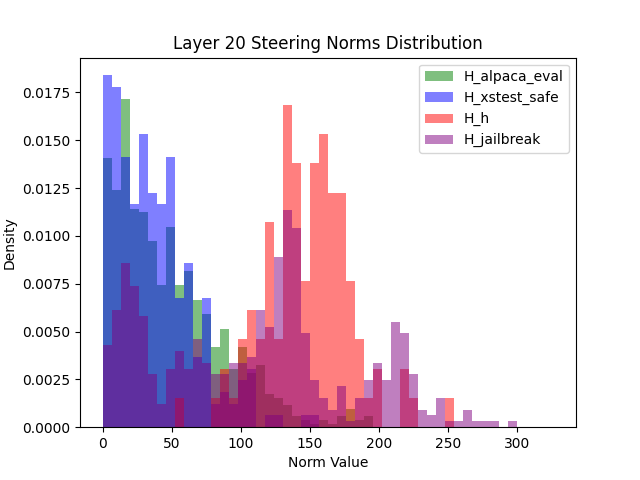 Layer 20 Steering Norms Distribution
H_alpaca_eval
H_xstest_safe
H_h
H_jailbreak
Density
0.0175
0.0150
0.0125
0.0100
0.0075
0.0050
0.0025
0.0000
0 50 100 150 200 250 300
Norm Value